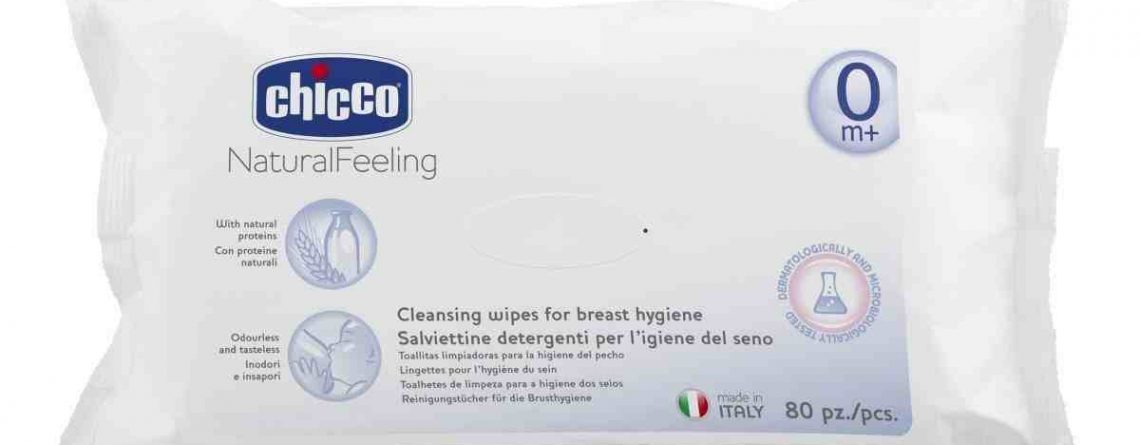 chicco
NaturalFeeling
0
m+
With natural
proteins
Con proteine
naturali
DERMATOLOGICALLY AND MICROBIOLOGICALLY TESTED
Odourless
and tasteless
Inodori
e insapori
Cleansing wipes for breast hygiene
Salviettine detergenti per l'igiene del seno
Toallitas limpiadoras para la higiene del pecho
Lingettes pour l'hygiène du sein
Toalhetes de limpeza para a higiene dos seios
Reinigungstücher für die Brusthygiene
made in
ITALY
80 pz./pcs.